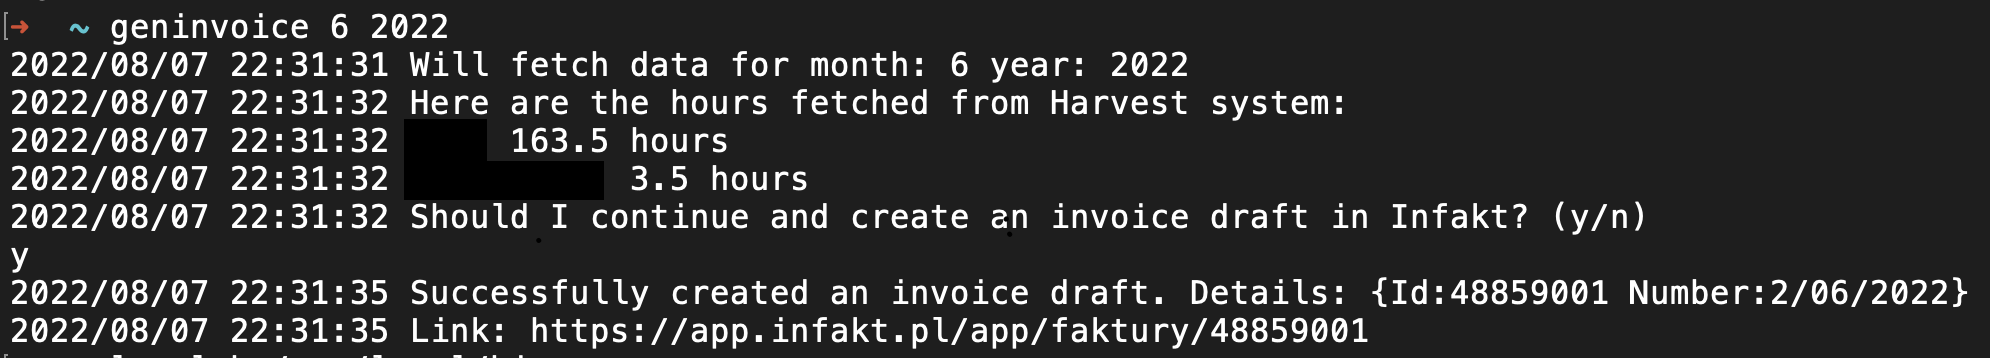 ➜ ~ geninvoice 6 2022
2022/08/07 22:31:31 Will fetch data for month: 6 year: 2022
2022/08/07 22:31:32 Here are the hours fetched from Harvest system:
2022/08/07 22:31:32 163.5 hours
2022/08/07 22:31:32 3.5 hours
2022/08/07 22:31:32 Should I continue and create an invoice draft in Infakt? (y/n)
y
2022/08/07 22:31:35 Successfully created an invoice draft. Details: {Id:48859001 Number:2/06/2022}
2022/08/07 22:31:35 Link: https://app.infakt.pl/app/faktury/48859001